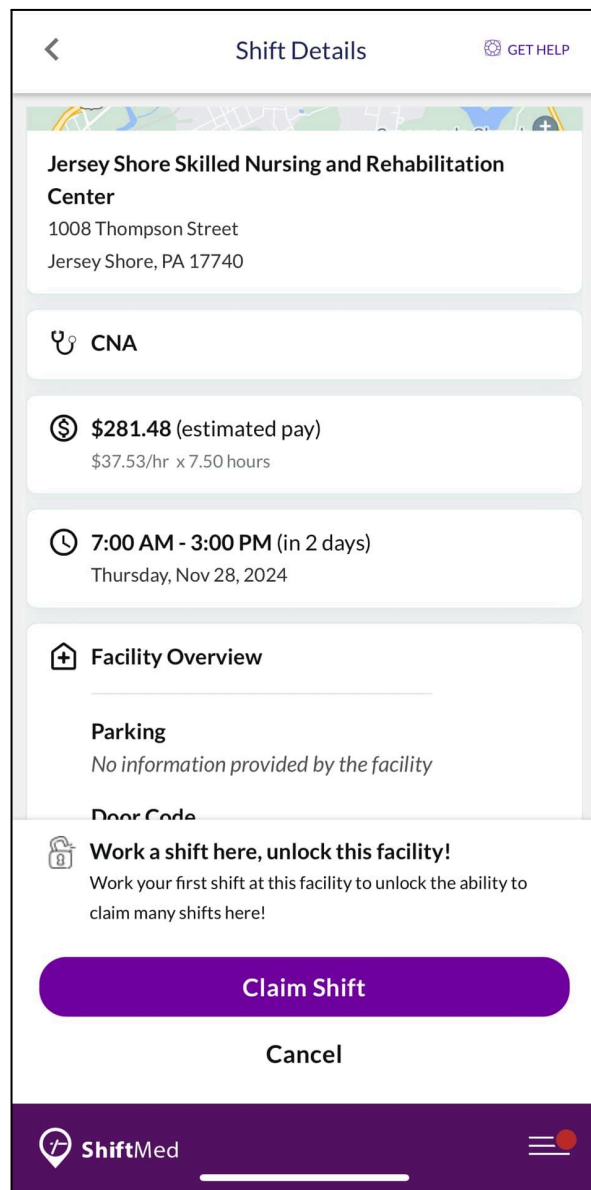 Shift Details
GET HELP
Jersey Shore Skilled Nursing and Rehabilitation
Center
1008 Thompson Street
Jersey Shore, PA 17740
CNA
$281.48 (estimated pay)
$37.53/hr x 7.50 hours
7:00 AM - 3:00 PM (in 2 days)
Thursday, Nov 28, 2024
Facility Overview
Parking
No information provided by the facility
Door Code
Work a shift here, unlock this facility!
Work your first shift at this facility to unlock the ability to
claim many shifts here!
Claim Shift
Cancel
ShiftMed